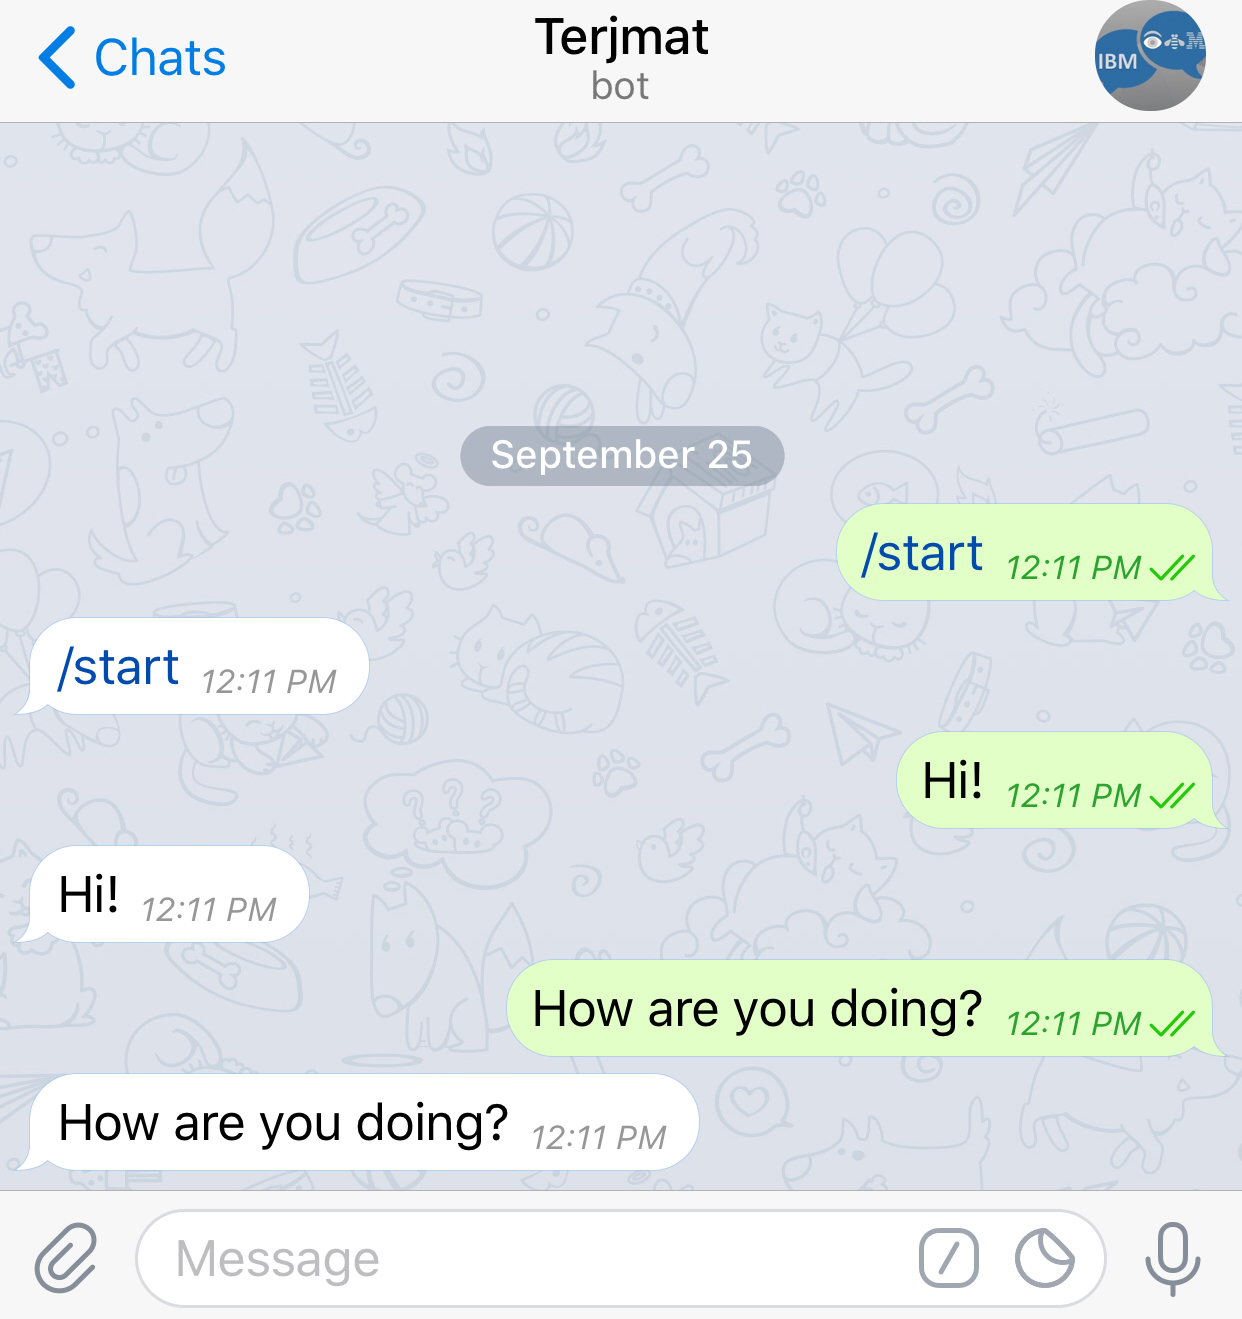 Chats
Terjmat
bot
IBM
M
September 25
/start 12:11 PM
/start 12:11 PM
Hi! 12:11 PM
Hi! 12:11 PM
How are you doing? 12:11 PM
How are you doing? 12:11 PM
Message